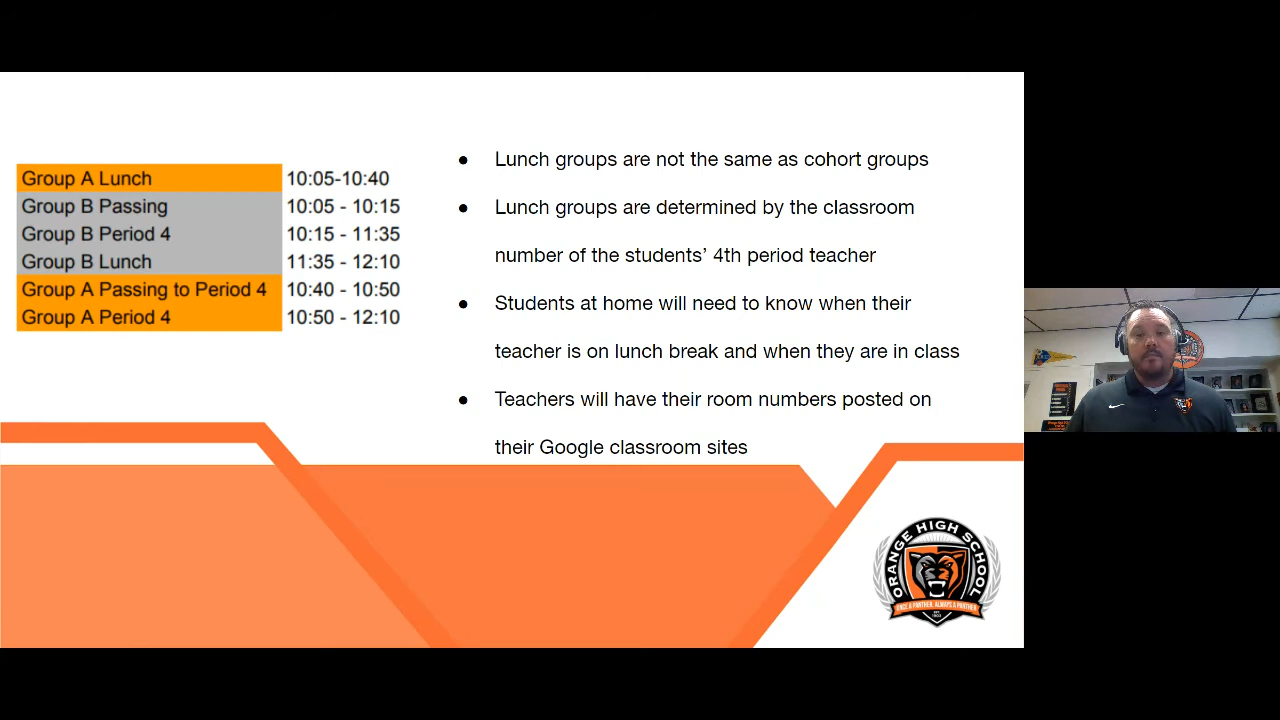 Group A Lunch 10:05-10:40
Group B Passing 10:05 - 10:15
Group B Period 4 10:15 - 11:35
Group B Lunch 11:35 - 12:10
Group A Passing to Period 4 10:40 - 10:50
Group A Period 4 10:50 - 12:10
● Lunch groups are not the same as cohort groups
● Lunch groups are determined by the classroom
number of the students’ 4th period teacher
● Students at home will need to know when their
teacher is on lunch break and when they are in class
● Teachers will have their room numbers posted on
their Google classroom sites
ORANGE HIGH SCHOOL
ONCE A PANTHER, ALWAYS A PANTHER